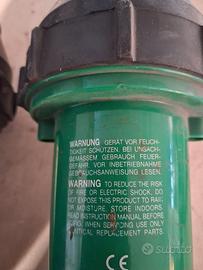 WARNUNG GERÄT VOR FEUCH-
TIGKEIT SCHÜTZEN. BEI UNSACH-
GEMÄSSEM GEBRAUCH FEUER-
GEFAHR. VOR INBETRIEBNAHME
GEBRAUCHSANWEISUNG LESEN.
WARNING TO REDUCE THE RISK
OF FIRE OR ELECTRIC SHOCK, DO
NOT EXPOSE THIS PRODUCT TO RAIN
OR MOISTURE. STORE INDOORS.
READ INSTRUCTION MANUAL BEFORE
USING. WHEN SERVICING USE ONLY
IDENTICAL REPLACEMENT PARTS.
CE
subito